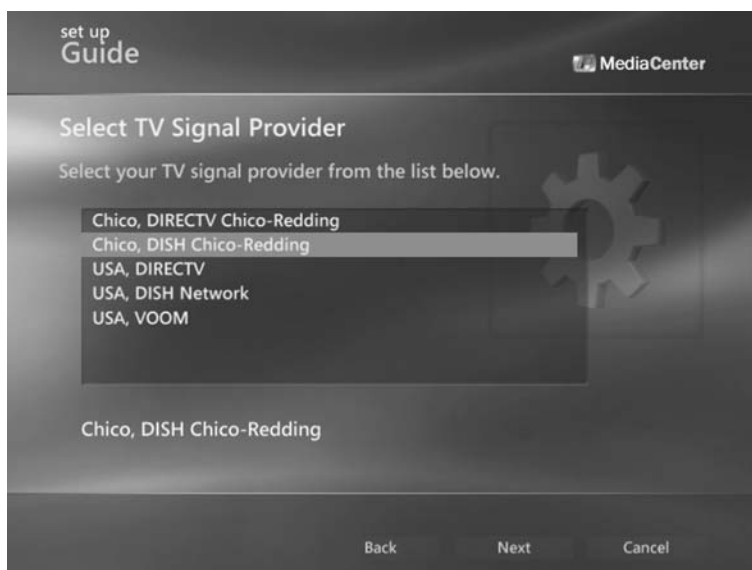 set up
Guide
MediaCenter
Select TV Signal Provider
Select your TV signal provider from the list below.
Chico, DIRECTV Chico-Redding
Chico, DISH Chico-Redding
USA, DIRECTV
USA, DISH Network
USA, VOOM
Chico, DISH Chico-Redding
Back Next Cancel